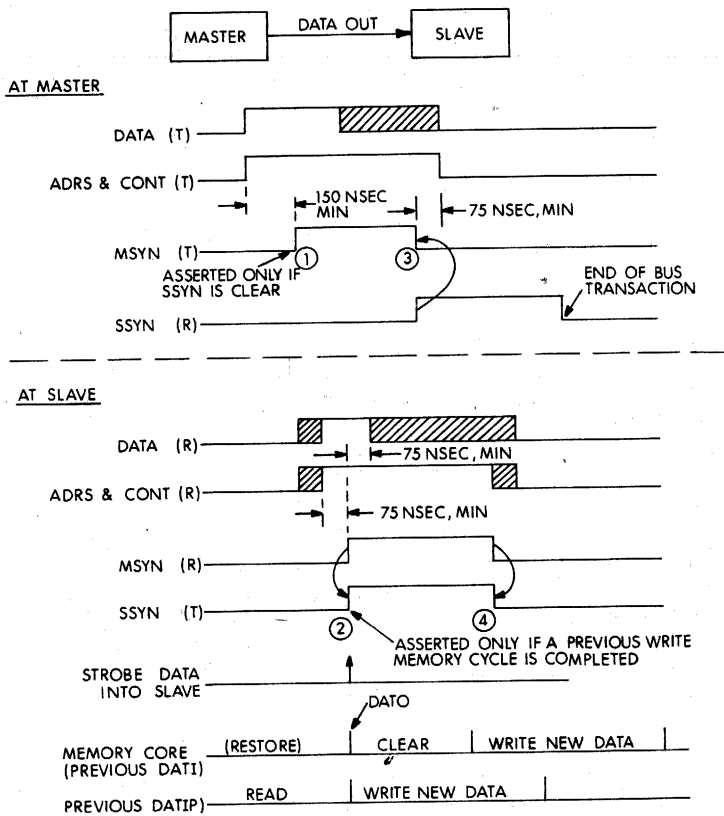 MASTER
DATA OUT
SLAVE
AT MASTER
DATA (T)
ADRS & CONT (T)
150 NSEC
MIN
75 NSEC, MIN
MSYN (T)
1
3
ASSERTED ONLY IF
SSYN IS CLEAR
END OF BUS
TRANSACTION
SSYN (R)
AT SLAVE
DATA (R)
75 NSEC, MIN
ADRS & CONT (R)
75 NSEC, MIN
MSYN (R)
SSYN (T)
2
4
ASSERTED ONLY IF A PREVIOUS WRITE
MEMORY CYCLE IS COMPLETED
STROBE DATA
INTO SLAVE
DATO
MEMORY CORE
(PREVIOUS DATI)
(RESTORE)
CLEAR
WRITE NEW DATA
PREVIOUS DATIP)
READ
WRITE NEW DATA